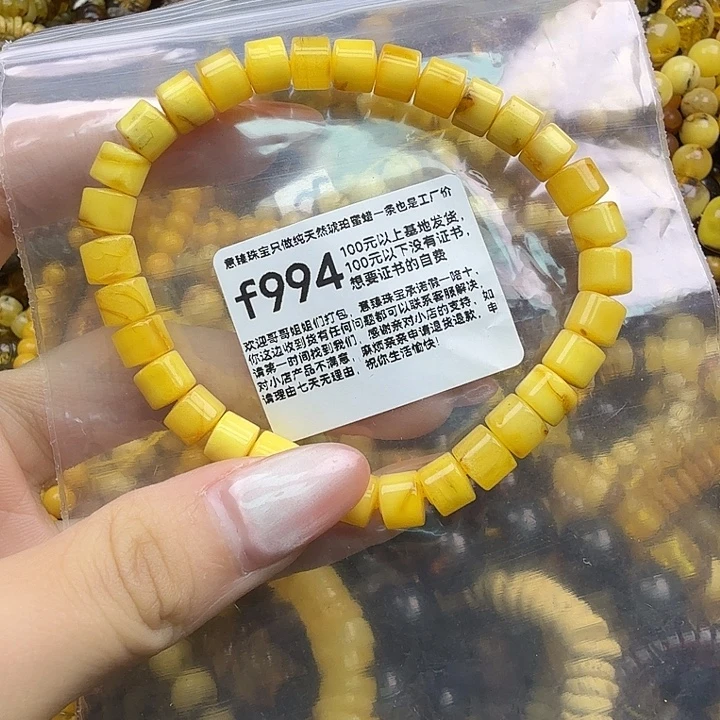 意臻珠宝只做纯天然琥珀蜜蜡一条也是工厂价
f994
100元以上基地发货，
100元以下没有证书，
想要证书的自费
欢迎哥哥姐姐们打包，意臻珠宝承诺假一赔十，
你这边收到货有任何问题都可以联系客服解决，
请第一时间找到我们，感谢亲对小店的支持，如
对小店产品不满意，麻烦亲亲申请退货退款，申
请理由七天无理由，祝你生活愉快！